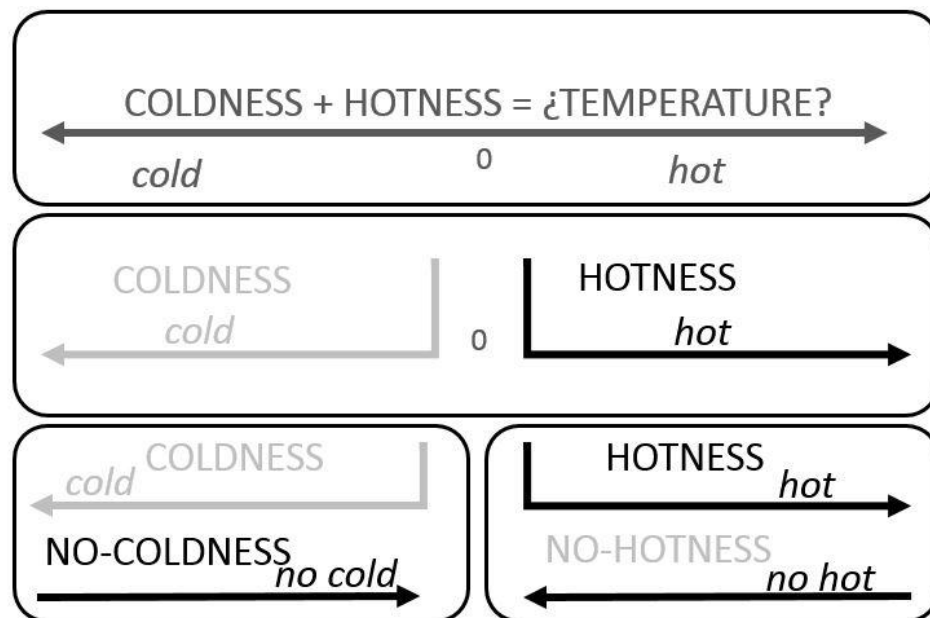 COLDNESS + HOTNESS = ¿TEMPERATURE?
cold 0 hot
COLDNESS HOTNESS
cold 0 hot
COLDNESS
cold
NO-COLDNESS
no cold
HOTNESS
hot
NO-HOTNESS
no hot